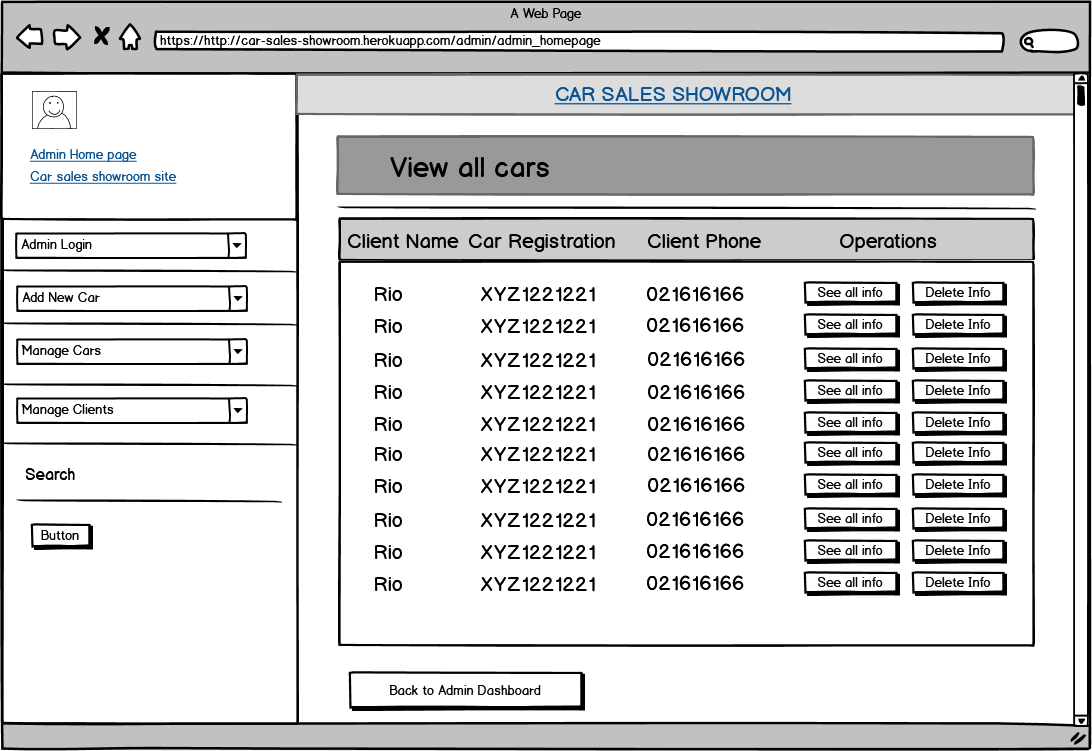 A Web Page
https://http://car-sales-showroom.herokuapp.com/admin/admin_homepage
CAR SALES SHOWROOM
Admin Home page
Car sales showroom site
Admin Login
Add New Car
Manage Cars
Manage Clients
Search
Button
View all cars
Client Name Car Registration Client Phone Operations
Rio XYZ1221221 021616166 See all info Delete Info
Rio XYZ1221221 021616166 See all info Delete Info
Rio XYZ1221221 021616166 See all info Delete Info
Rio XYZ1221221 021616166 See all info Delete Info
Rio XYZ1221221 021616166 See all info Delete Info
Rio XYZ1221221 021616166 See all info Delete Info
Rio XYZ1221221 021616166 See all info Delete Info
Rio XYZ1221221 021616166 See all info Delete Info
Rio XYZ1221221 021616166 See all info Delete Info
Rio XYZ1221221 021616166 See all info Delete Info
Back to Admin Dashboard